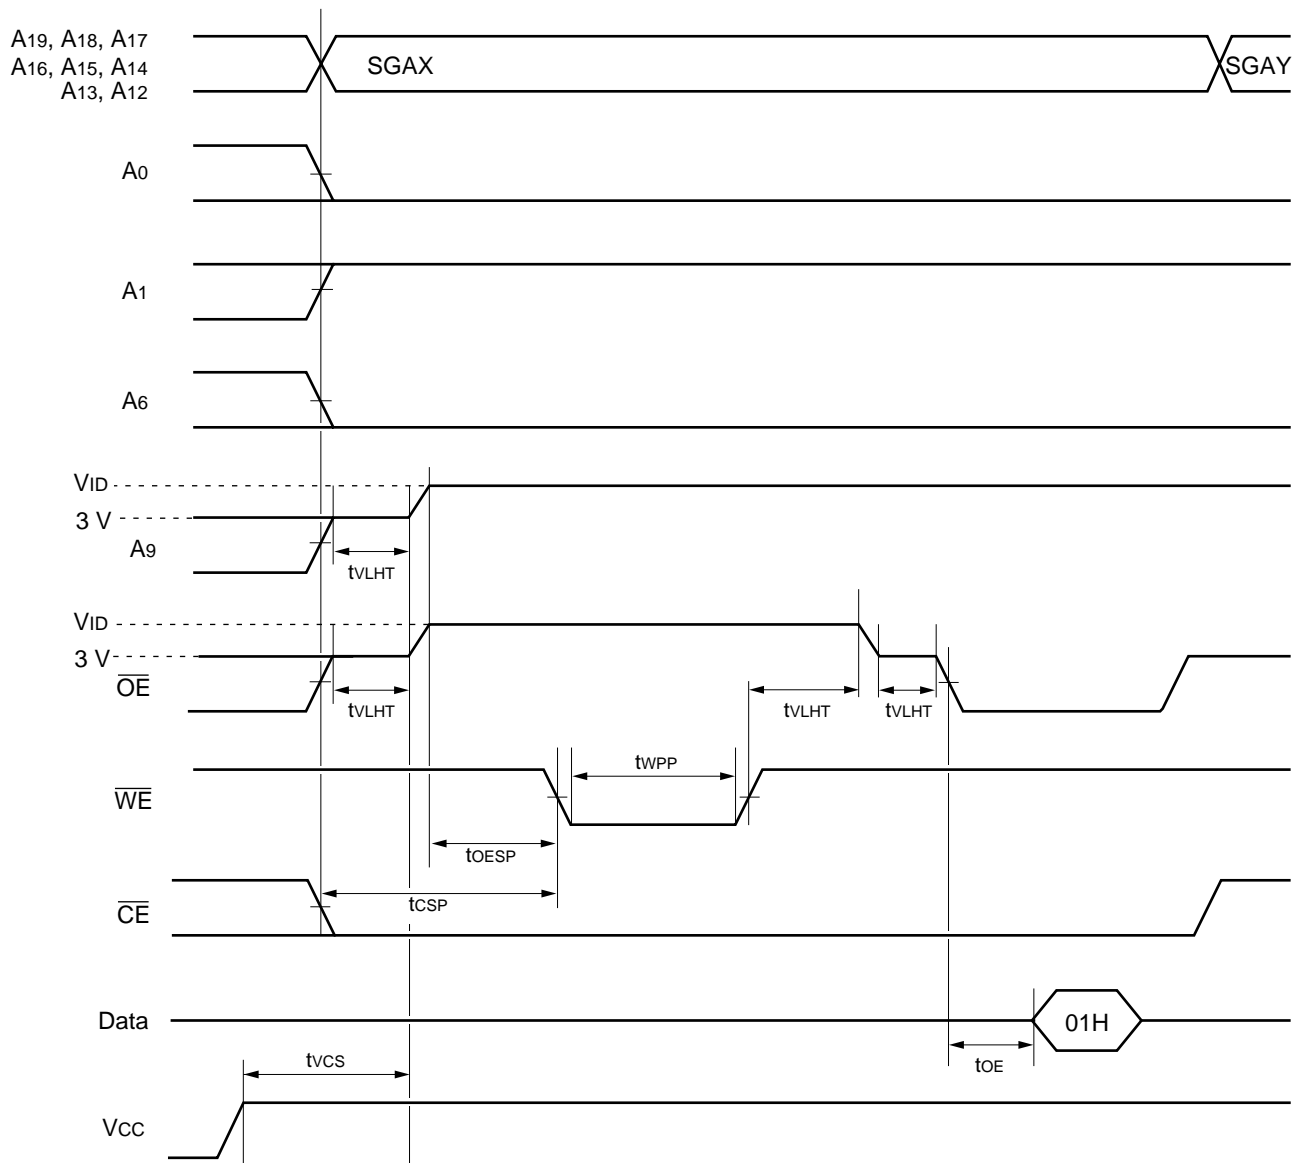 A19, A18, A17
A16, A15, A14
A13, A12
SGAX
SGAY
A0
A1
A6
VID
3 V
A9
tVLHT
VID
3 V
OE
tVLHT
tVLHT
tVLHT
tWPP
WE
tOESP
tCSP
CE
Data
01H
tOE
tVCS
VCC